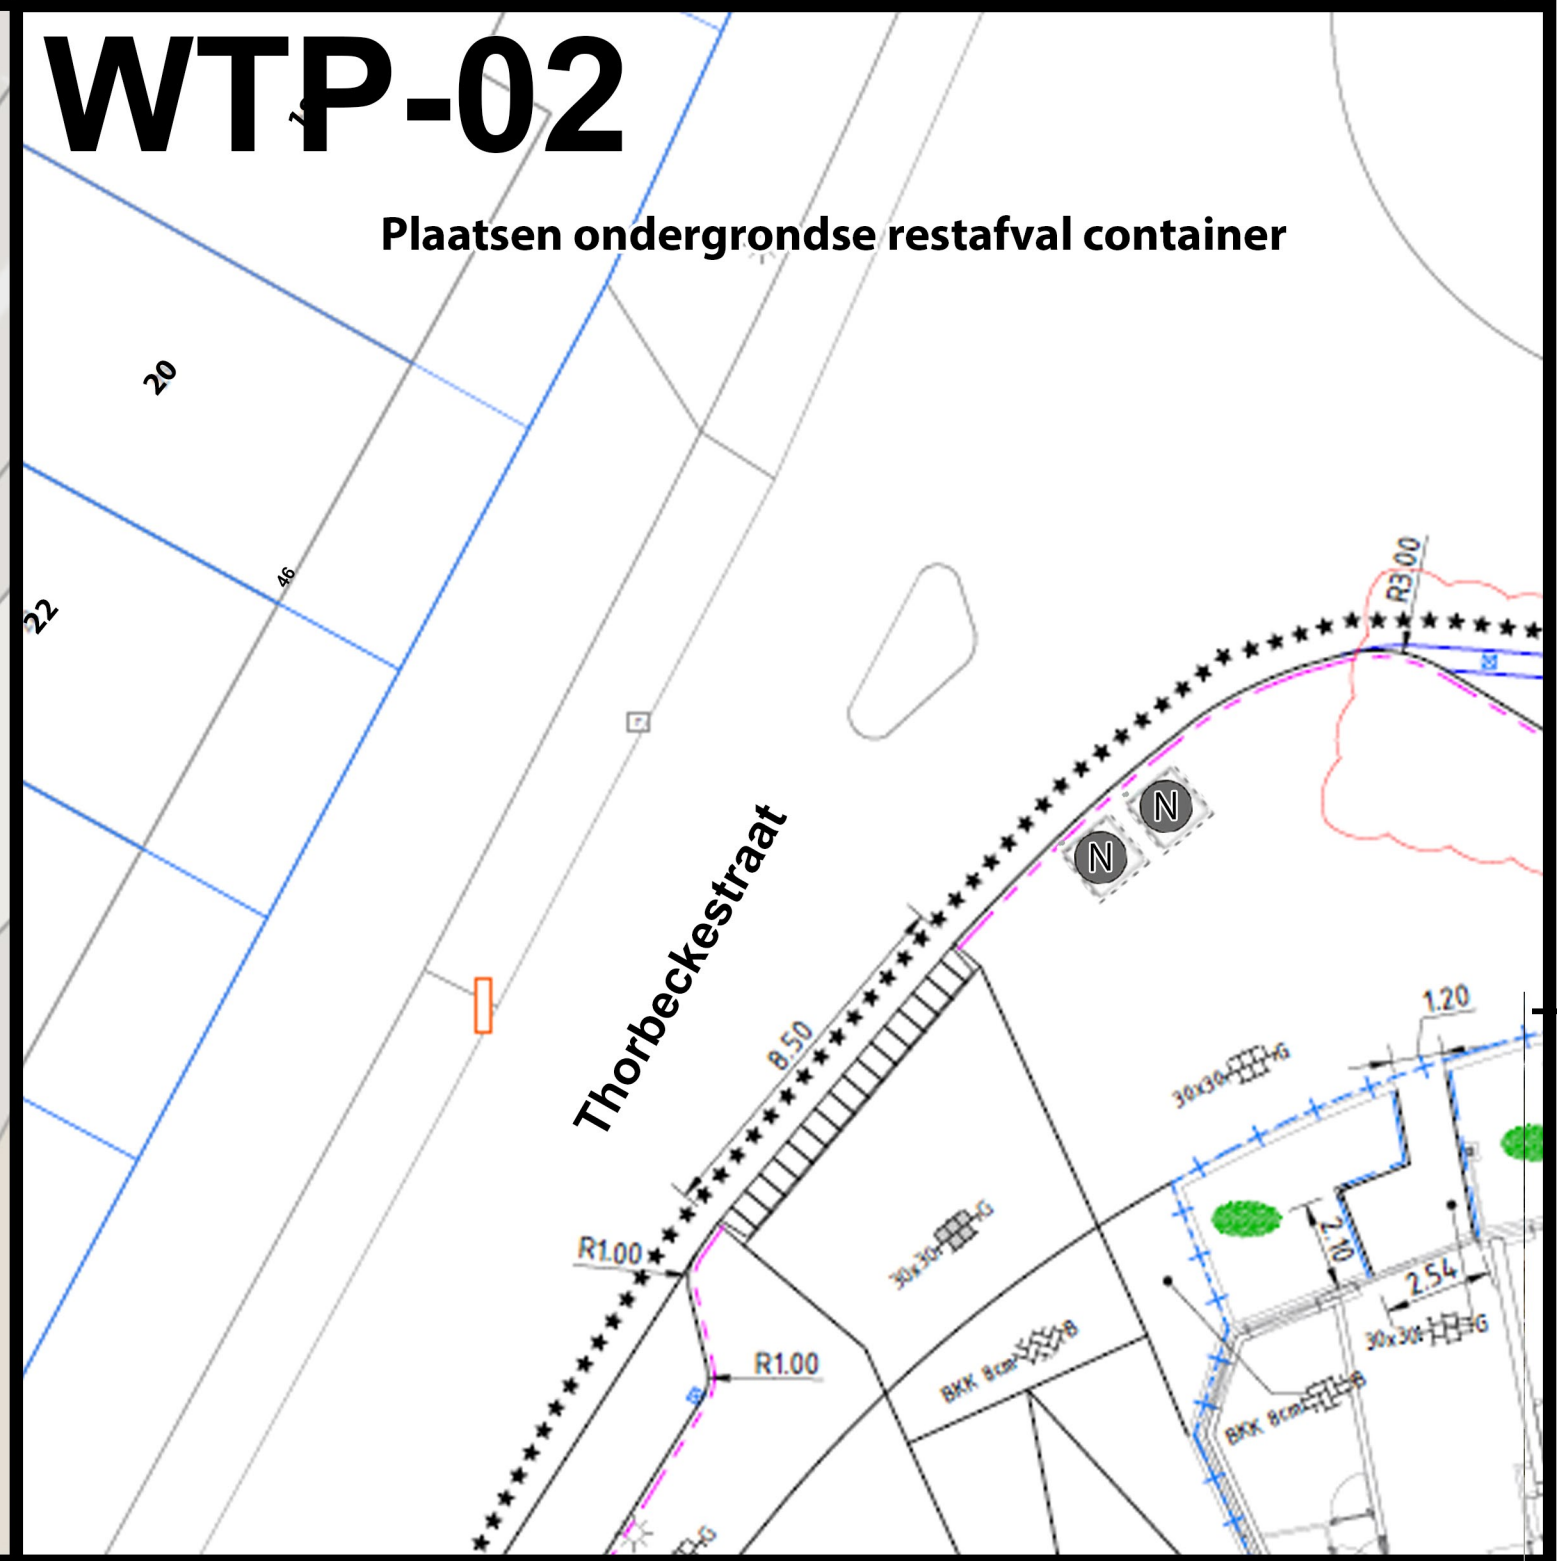 WTP-02
Plaatsen ondergrondse restafval container
20
46
22
R3.00
N
N
Thorbeckestraat
8.50
1.20
30x30 G
30x30 G
2.10
2.54
R1.00
30x30 G
BKK 8cm B
R1.00
BKK 8cm B
G